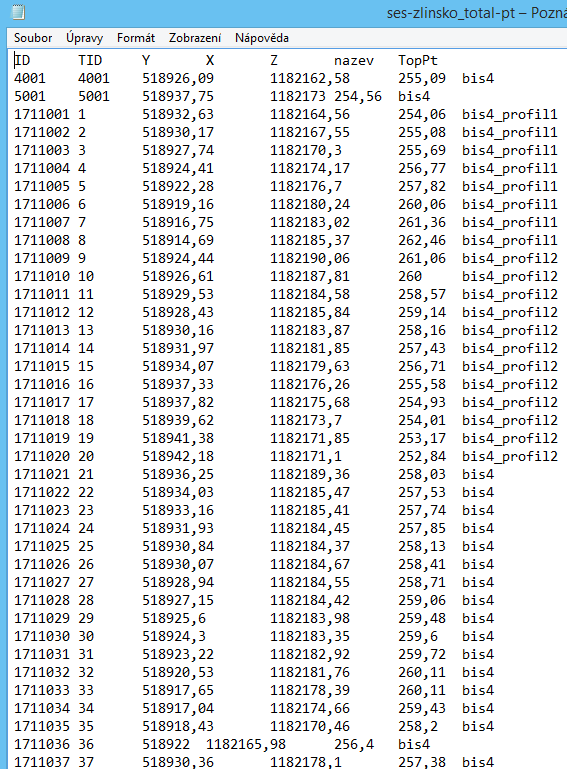 ses-zlinsko_total-pt – Pozná
Soubor Úpravy Formát Zobrazení Nápověda
ID TID Y X Z nazev TopPt
4001 4001 518926,09 1182162,58 255,09 bis4
5001 5001 518937,75 1182173 254,56 bis4
1711001 1 518932,63 1182164,56 254,06 bis4_profil1
1711002 2 518930,17 1182167,55 255,08 bis4_profil1
1711003 3 518927,74 1182170,3 255,69 bis4_profil1
1711004 4 518924,41 1182174,17 256,77 bis4_profil1
1711005 5 518922,28 1182176,7 257,82 bis4_profil1
1711006 6 518919,16 1182180,24 260,06 bis4_profil1
1711007 7 518916,75 1182183,02 261,36 bis4_profil1
1711008 8 518914,69 1182185,37 262,46 bis4_profil1
1711009 9 518924,44 1182190,06 261,06 bis4_profil2
1711010 10 518926,61 1182187,81 260 bis4_profil2
1711011 11 518929,53 1182184,58 258,57 bis4_profil2
1711012 12 518928,43 1182185,84 259,14 bis4_profil2
1711013 13 518930,16 1182183,87 258,16 bis4_profil2
1711014 14 518931,97 1182181,85 257,43 bis4_profil2
1711015 15 518934,07 1182179,63 256,71 bis4_profil2
1711016 16 518937,33 1182176,26 255,58 bis4_profil2
1711017 17 518937,82 1182175,68 254,93 bis4_profil2
1711018 18 518939,62 1182173,7 254,01 bis4_profil2
1711019 19 518941,38 1182171,85 253,17 bis4_profil2
1711020 20 518942,18 1182171,1 252,84 bis4_profil2
1711021 21 518936,25 1182189,36 258,03 bis4
1711022 22 518934,03 1182185,47 257,53 bis4
1711023 23 518933,16 1182185,41 257,74 bis4
1711024 24 518931,93 1182184,45 257,85 bis4
1711025 25 518930,84 1182184,37 258,13 bis4
1711026 26 518930,07 1182184,67 258,41 bis4
1711027 27 518928,94 1182184,55 258,71 bis4
1711028 28 518927,15 1182184,42 259,06 bis4
1711029 29 518925,6 1182183,98 259,48 bis4
1711030 30 518924,3 1182183,35 259,6 bis4
1711031 31 518923,22 1182182,92 259,72 bis4
1711032 32 518920,53 1182181,76 260,11 bis4
1711033 33 518917,65 1182178,39 260,11 bis4
1711034 34 518917,04 1182174,66 259,43 bis4
1711035 35 518918,43 1182170,46 258,2 bis4
1711036 36 518922 1182165,98 256,4 bis4
1711037 37 518930,36 1182178,1 257,38 bis4